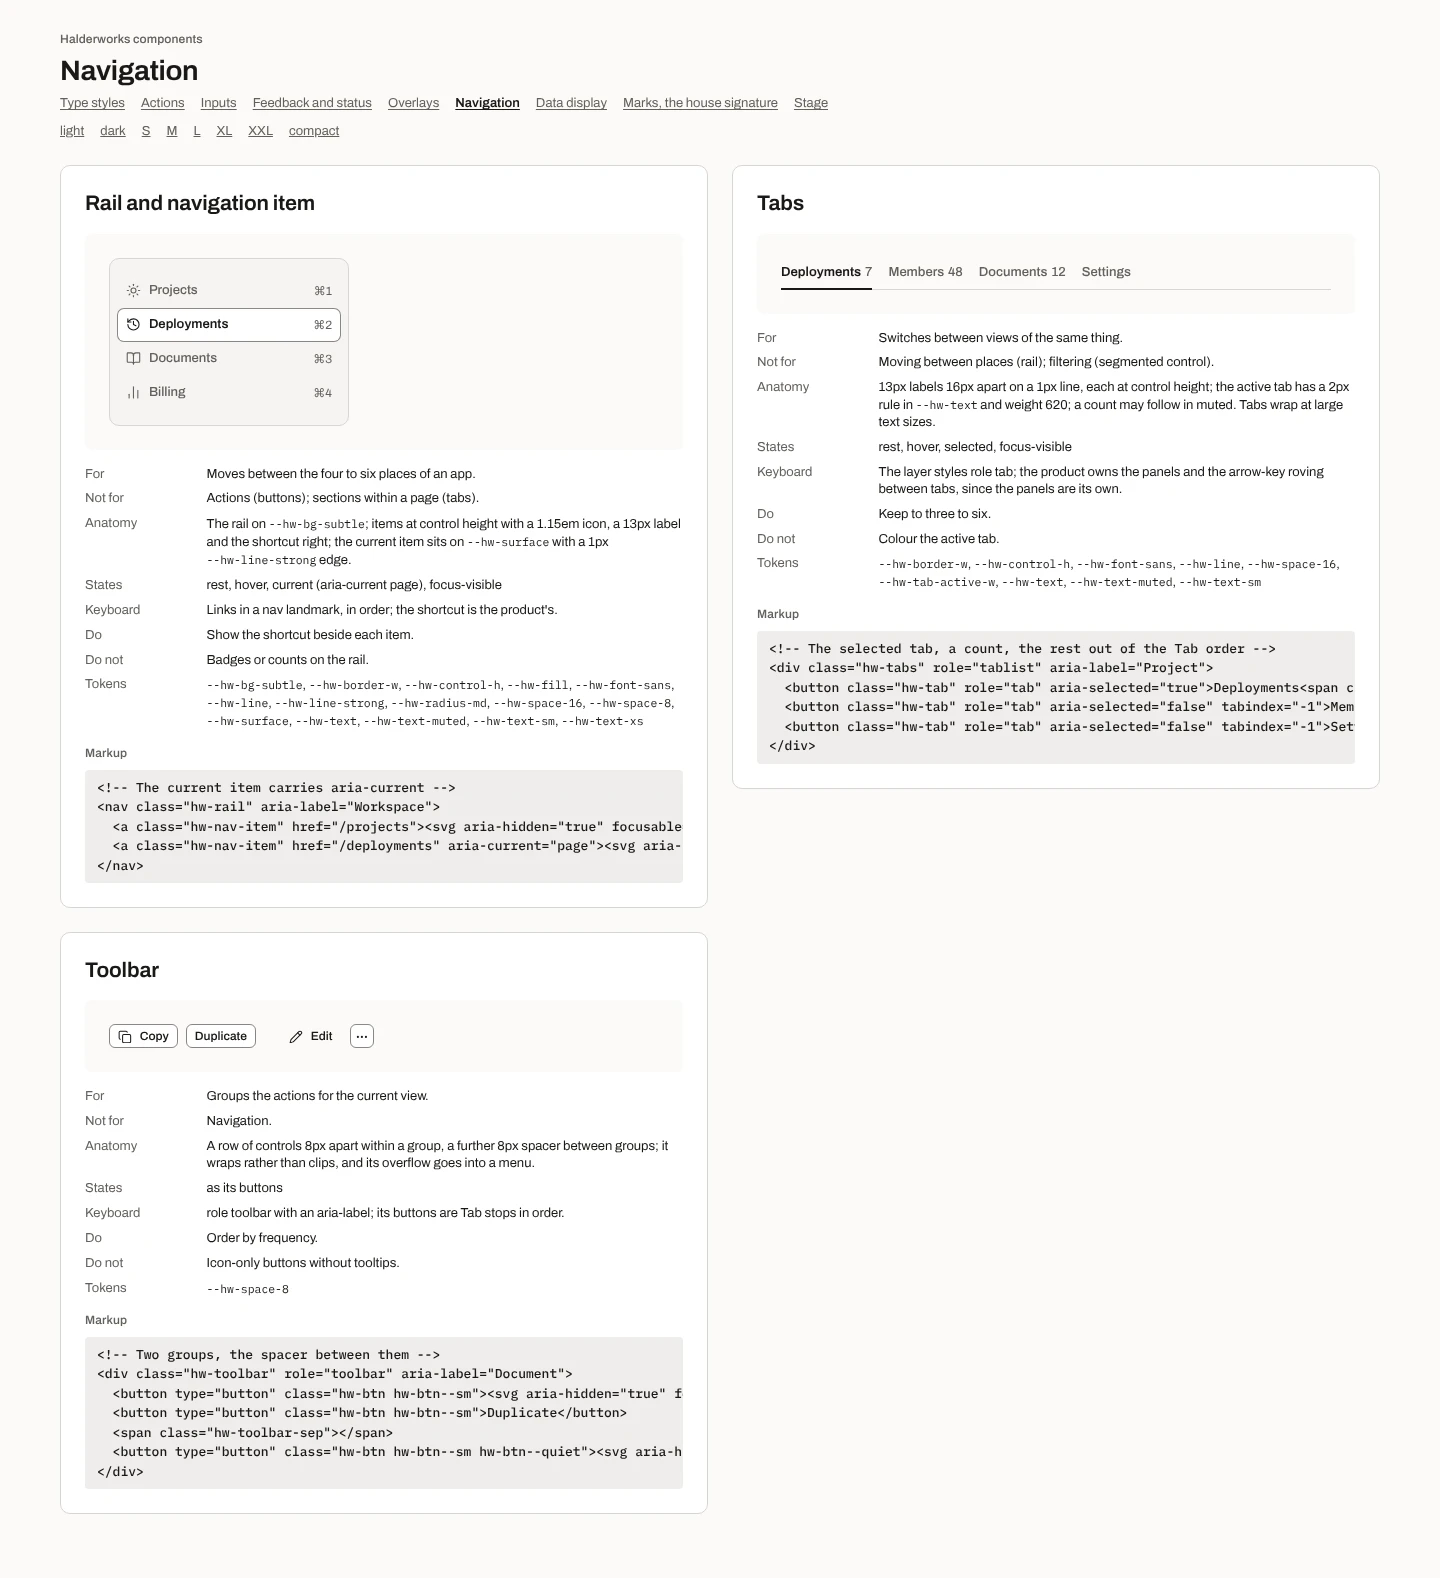 Halderworks components
Navigation
Type styles Actions Inputs Feedback and status Overlays Navigation Data display Marks, the house signature Stage
light dark S M L XL XXL compact
Rail and navigation item
Projects ⌘1
Deployments ⌘2
Documents ⌘3
Billing ⌘4
For Moves between the four to six places of an app.
Not for Actions (buttons); sections within a page (tabs).
Anatomy The rail on --hw-bg-subtle; items at control height with a 1.15em icon, a 13px label
and the shortcut right; the current item sits on --hw-surface with a 1px
--hw-line-strong edge.
States rest, hover, current (aria-current page), focus-visible
Keyboard Links in a nav landmark, in order; the shortcut is the product's.
Do Show the shortcut beside each item.
Do not Badges or counts on the rail.
Tokens --hw-bg-subtle, --hw-border-w, --hw-control-h, --hw-fill, --hw-font-sans,
--hw-line, --hw-line-strong, --hw-radius-md, --hw-space-16, --hw-space-8,
--hw-surface, --hw-text, --hw-text-muted, --hw-text-sm, --hw-text-xs
Markup
<!-- The current item carries aria-current -->
<nav class="hw-rail" aria-label="Workspace">
  <a class="hw-nav-item" href="/projects"><svg aria-hidden="true" focusable
  <a class="hw-nav-item" href="/deployments" aria-current="page"><svg aria-
</nav>
Tabs
Deployments 7 Members 48 Documents 12 Settings
For Switches between views of the same thing.
Not for Moving between places (rail); filtering (segmented control).
Anatomy 13px labels 16px apart on a 1px line, each at control height; the active tab has a 2px
rule in --hw-text and weight 620; a count may follow in muted. Tabs wrap at large
text sizes.
States rest, hover, selected, focus-visible
Keyboard The layer styles role tab; the product owns the panels and the arrow-key roving
between tabs, since the panels are its own.
Do Keep to three to six.
Do not Colour the active tab.
Tokens --hw-border-w, --hw-control-h, --hw-font-sans, --hw-line, --hw-space-16,
--hw-tab-active-w, --hw-text, --hw-text-muted, --hw-text-sm
Markup
<!-- The selected tab, a count, the rest out of the Tab order -->
<div class="hw-tabs" role="tablist" aria-label="Project">
  <button class="hw-tab" role="tab" aria-selected="true">Deployments<span c
  <button class="hw-tab" role="tab" aria-selected="false" tabindex="-1">Mem
  <button class="hw-tab" role="tab" aria-selected="false" tabindex="-1">Set
</div>
Toolbar
Copy Duplicate Edit ...
For Groups the actions for the current view.
Not for Navigation.
Anatomy A row of controls 8px apart within a group, a further 8px spacer between groups; it
wraps rather than clips, and its overflow goes into a menu.
States as its buttons
Keyboard role toolbar with an aria-label; its buttons are Tab stops in order.
Do Order by frequency.
Do not Icon-only buttons without tooltips.
Tokens --hw-space-8
Markup
<!-- Two groups, the spacer between them -->
<div class="hw-toolbar" role="toolbar" aria-label="Document">
  <button type="button" class="hw-btn hw-btn--sm"><svg aria-hidden="true" f
  <button type="button" class="hw-btn hw-btn--sm">Duplicate</button>
  <span class="hw-toolbar-sep"></span>
  <button type="button" class="hw-btn hw-btn--sm hw-btn--quiet"><svg aria-h
</div>